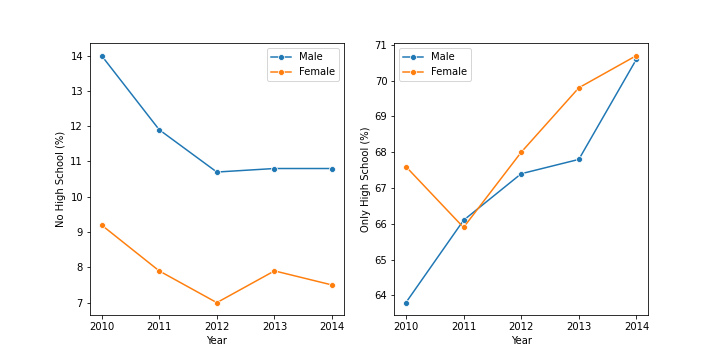 14
13
12
11
10
9
8
7
No High School (%)
2010 2011 2012 2013 2014
Year
Male
Female
71
70
69
68
67
66
65
64
Only High School (%)
2010 2011 2012 2013 2014
Year
Male
Female